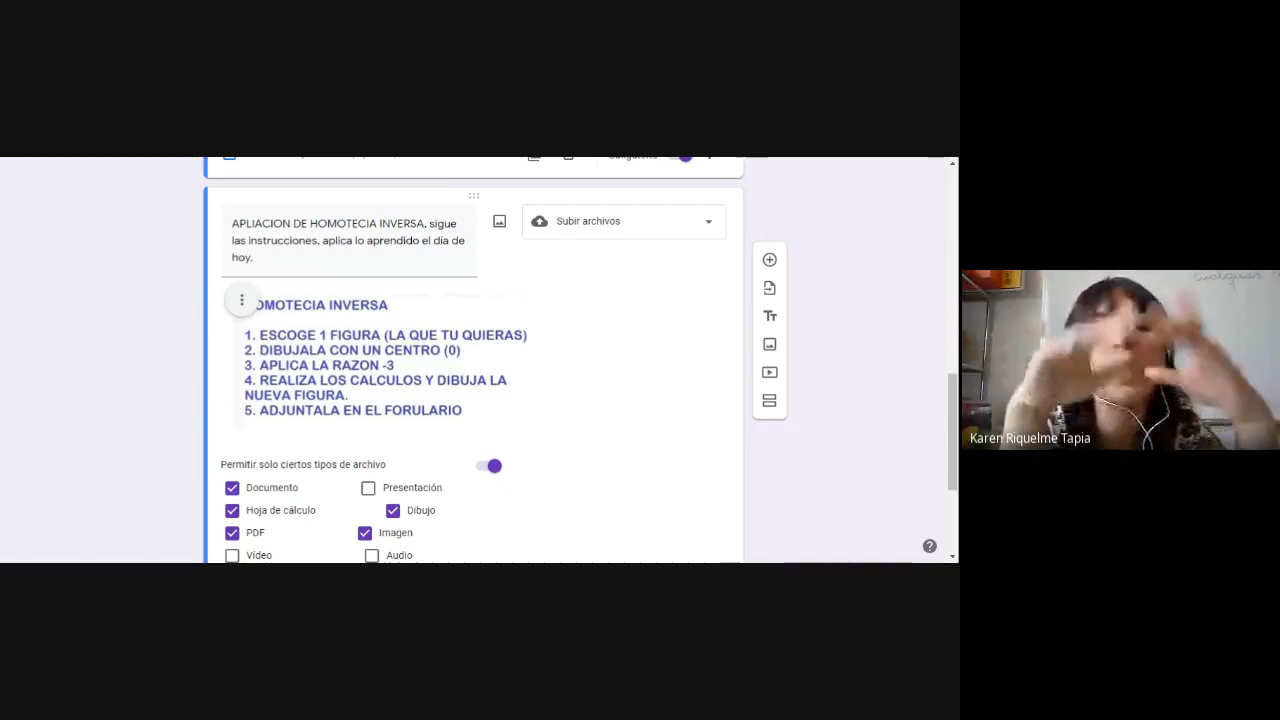 APLIACION DE HOMOTECIA INVERSA, sigue
las instrucciones, aplica lo aprendido el día de
hoy.
Subir archivos
OMOTECIA INVERSA
1. ESCOGE 1 FIGURA (LA QUE TU QUIERAS)
2. DIBUJALA CON UN CENTRO (0)
3. APLICA LA RAZON -3
4. REALIZA LOS CALCULOS Y DIBUJA LA
NUEVA FIGURA.
5. ADJUNTALA EN EL FORULARIO
Permitir solo ciertos tipos de archivo
Documento
Presentación
Hoja de cálculo
Dibujo
PDF
Imagen
Vídeo
Audio
Tt
Karen Riquelme Tapia